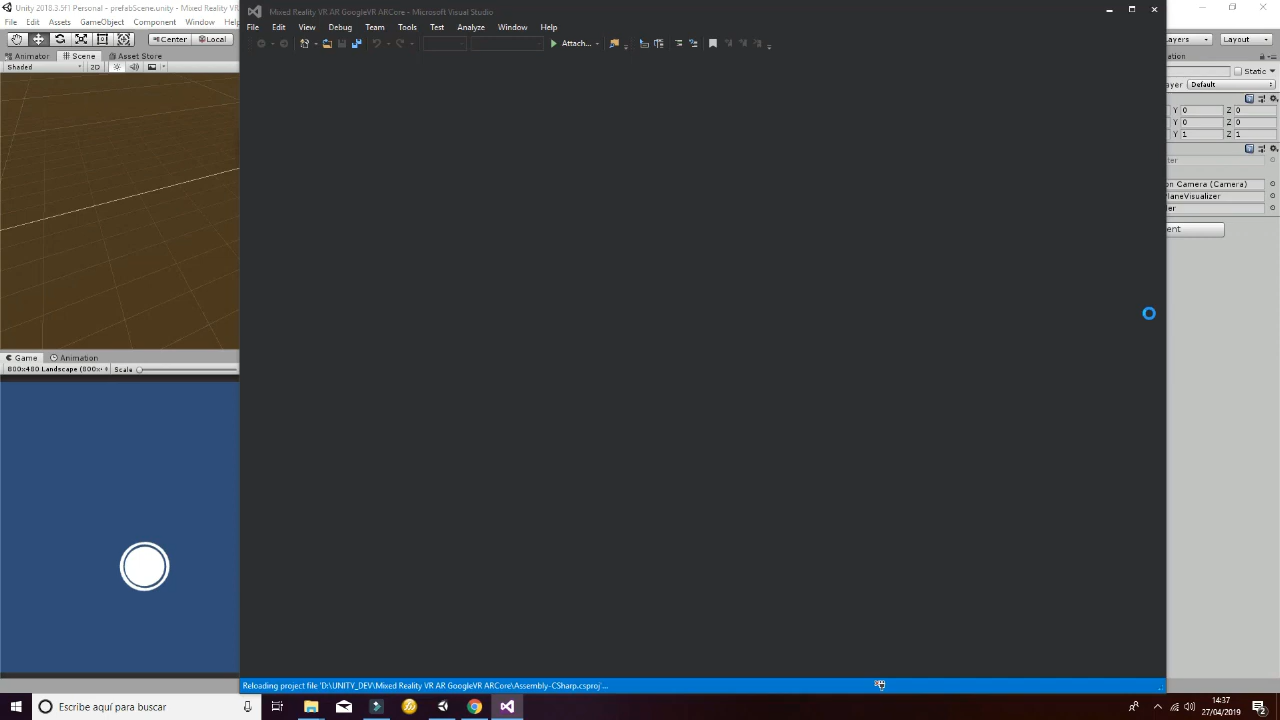 Unity 2018.3.5f1 Personal - prefabScene.unity - Mixed Reality VR
File Edit Assets GameObject Component Window Help
Center Local
Animator Scene Asset Store
Shaded 2D
Game Animation
800x480 Landscape (800x Scale
Mixed Reality VR AR GoogleVR ARCore - Microsoft Visual Studio
File Edit View Debug Team Tools Test Analyze Window Help
Attach...
Layout
Static
Default
Y 0 Z 0
Y 0 Z 0
Y 1 Z 1
on Camera (Camera)
laneVisualizer
Reloading project file 'D:\UNITY_DEV\Mixed Reality VR AR GoogleVR ARCore\Assembly-CSharp.csproj'...
Escribe aquí para buscar
14:37
27/04/2019
2